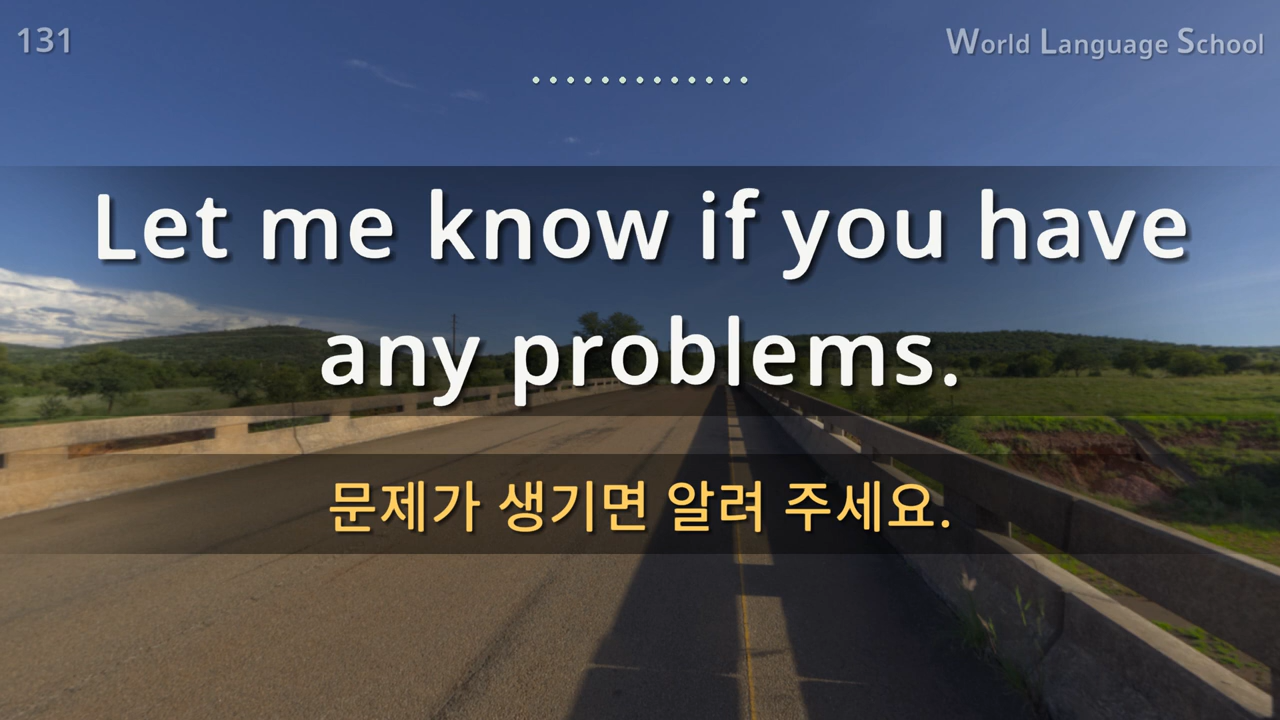 131
World Language School
Let me know if you have
any problems.
문제가 생기면 알려 주세요.